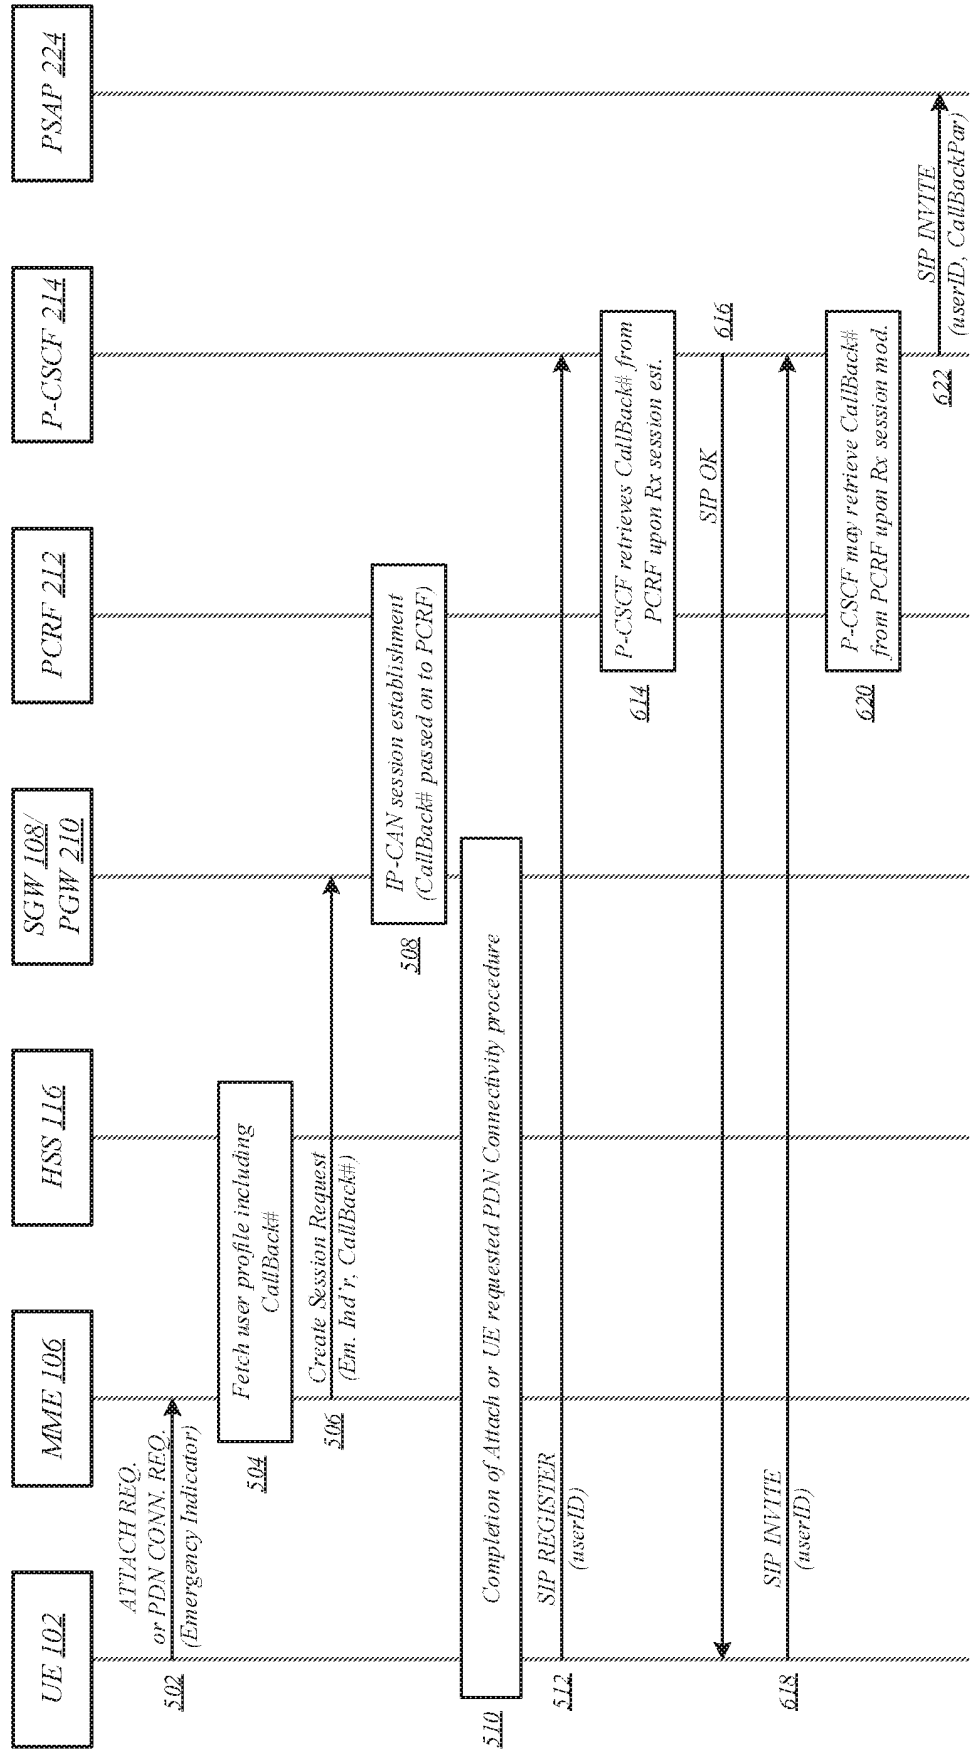 UE 102
MME 106
HSS 116
SGW 108/
PGW 210
PCRF 212
P-CSCF 214
PSAP 224
ATTACH REQ.
or PDN CONN. REQ.
(Emergency Indicator)
502
Fetch user profile including
CallBack#
504
Create Session Request
(Em. Ind'r, CallBack#)
506
IP-CAN session establishment
(CallBack# passed on to PCRF)
508
Completion of Attach or UE requested PDN Connectivity procedure
510
SIP REGISTER
(userID)
512
P-CSCF retrieves CallBack# from
PCRF upon Rx session est.
614
SIP OK
616
SIP INVITE
(userID)
618
P-CSCF may retrieve CallBack#
from PCRF upon Rx session mod.
620
SIP INVITE
(userID, CallBackPar)
622